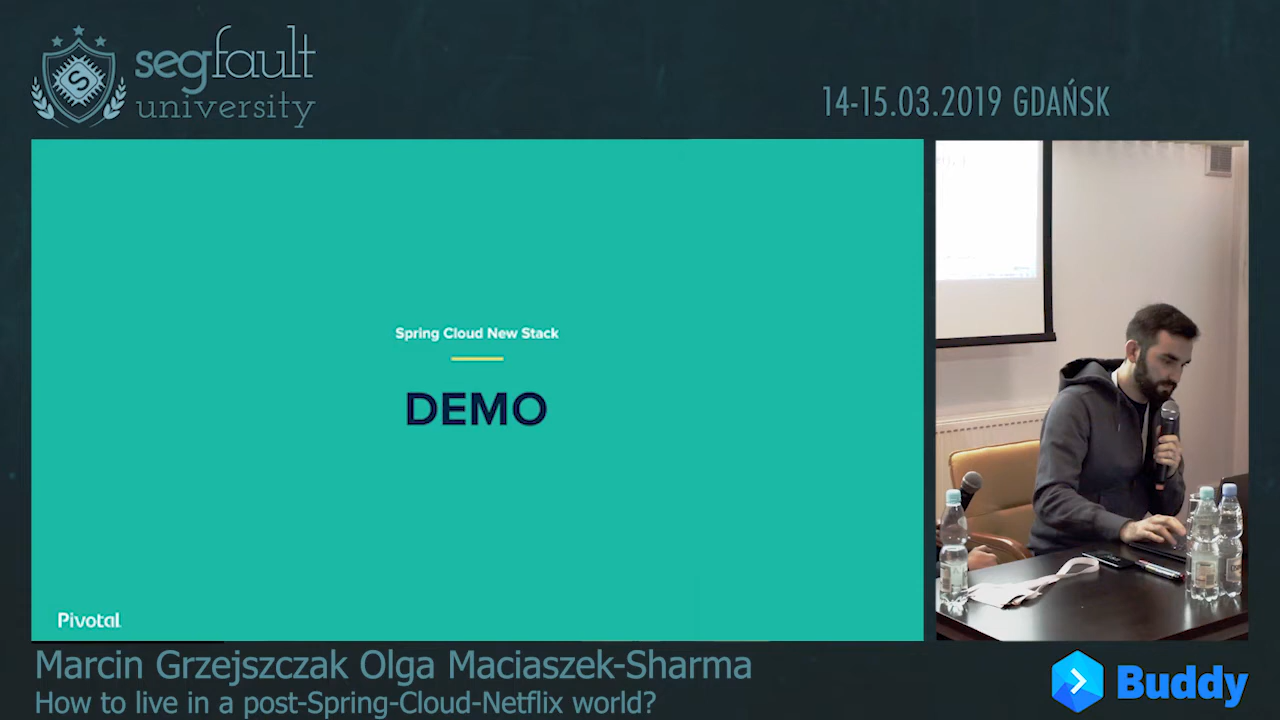 segfault
university
14-15.03.2019 GDAŃSK
Spring Cloud New Stack
DEMO
Pivotal
Marcin Grzejszczak Olga Maciaszek-Sharma
How to live in a post-Spring-Cloud-Netflix world?
Buddy